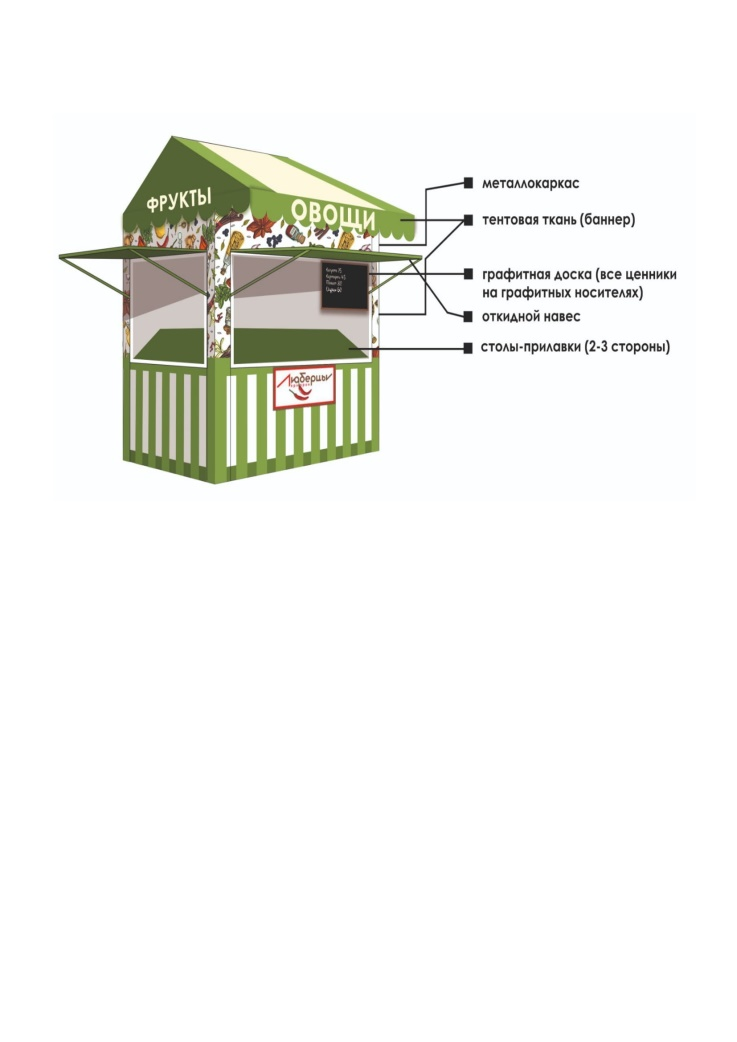 ФРУКТЫ
ОВОЩИ
Люберцы
металлокаркас
тентовая ткань (баннер)
графитная доска (все ценники
на графитных носителях)
откидной навес
столы-прилавки (2-3 стороны)